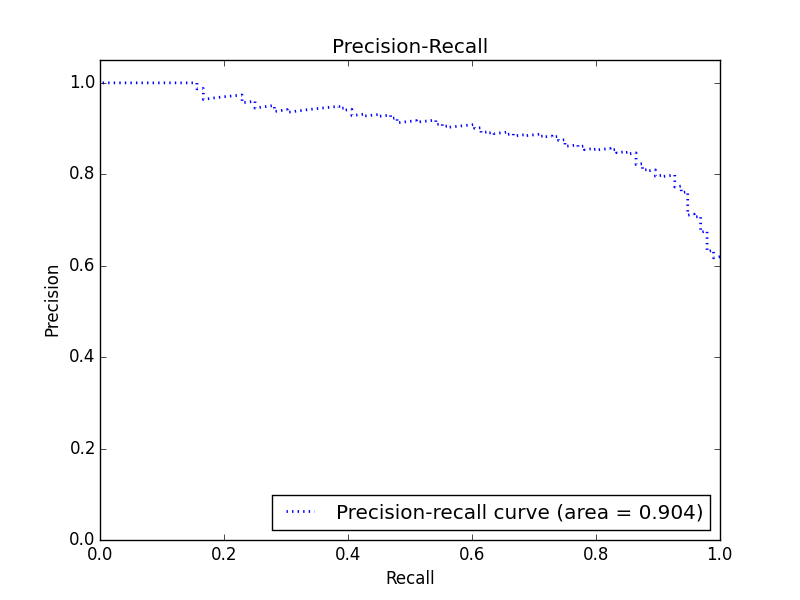 Precision-Recall
1.0
0.8
0.6
0.4
0.2
0.0
Precision
Precision-recall curve (area = 0.904)
0.0 0.2 0.4 0.6 0.8 1.0
Recall